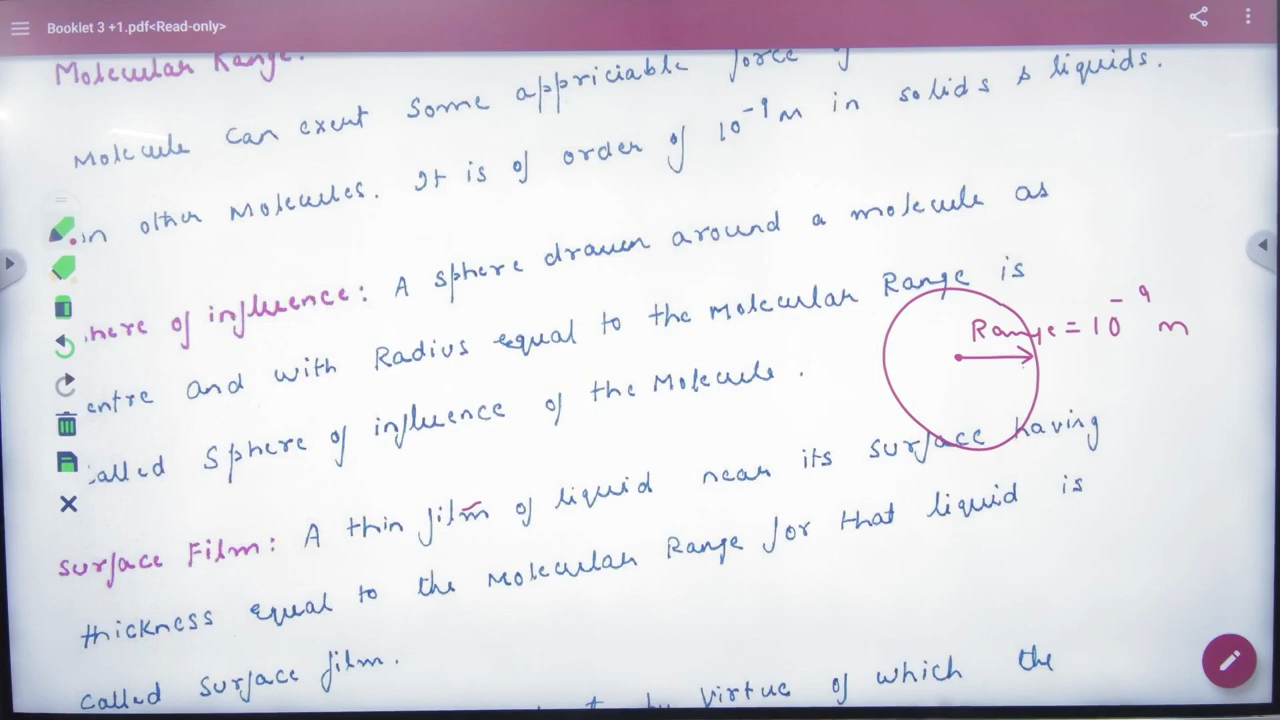 Booklet 3 +1.pdf<Read-only>
Molecular Range:
Molecule can exert some appriciable force of
in other Molecules. It is of order of 10⁻⁹ m in solids & liquids.
here of influence: A sphere drawn around a molecule as
entre and with Radius equal to the Molecular Range is
alled Sphere of influence of the Molecule.
Range = 10⁻⁹ m
Surface Film: A thin film of liquid near its surface having
thickness equal to the Molecular Range for that liquid is
called surface film.
by virtue of which the